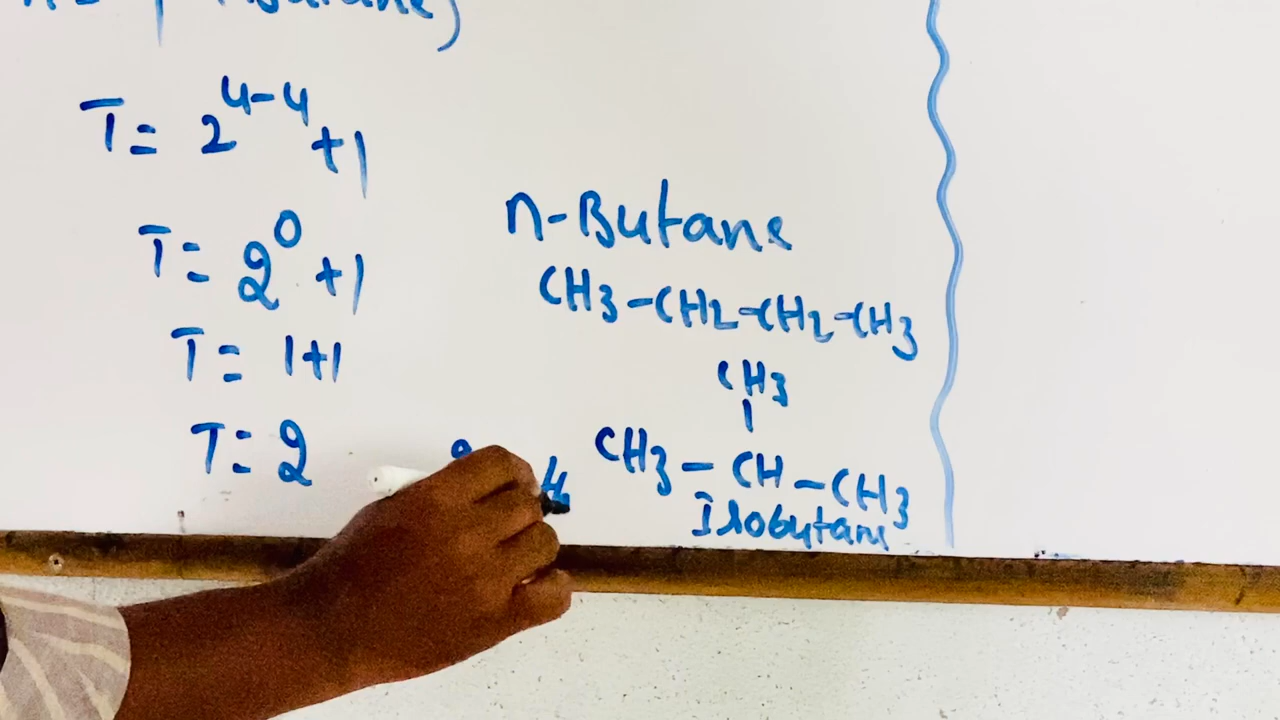 Butane)
T = 2^4-4 + 1
T = 2^0 + 1
T = 1+1
T = 2
n-Butane
CH3-CH2-CH2-CH3
CH3
|
CH3-CH-CH3
Isobutane